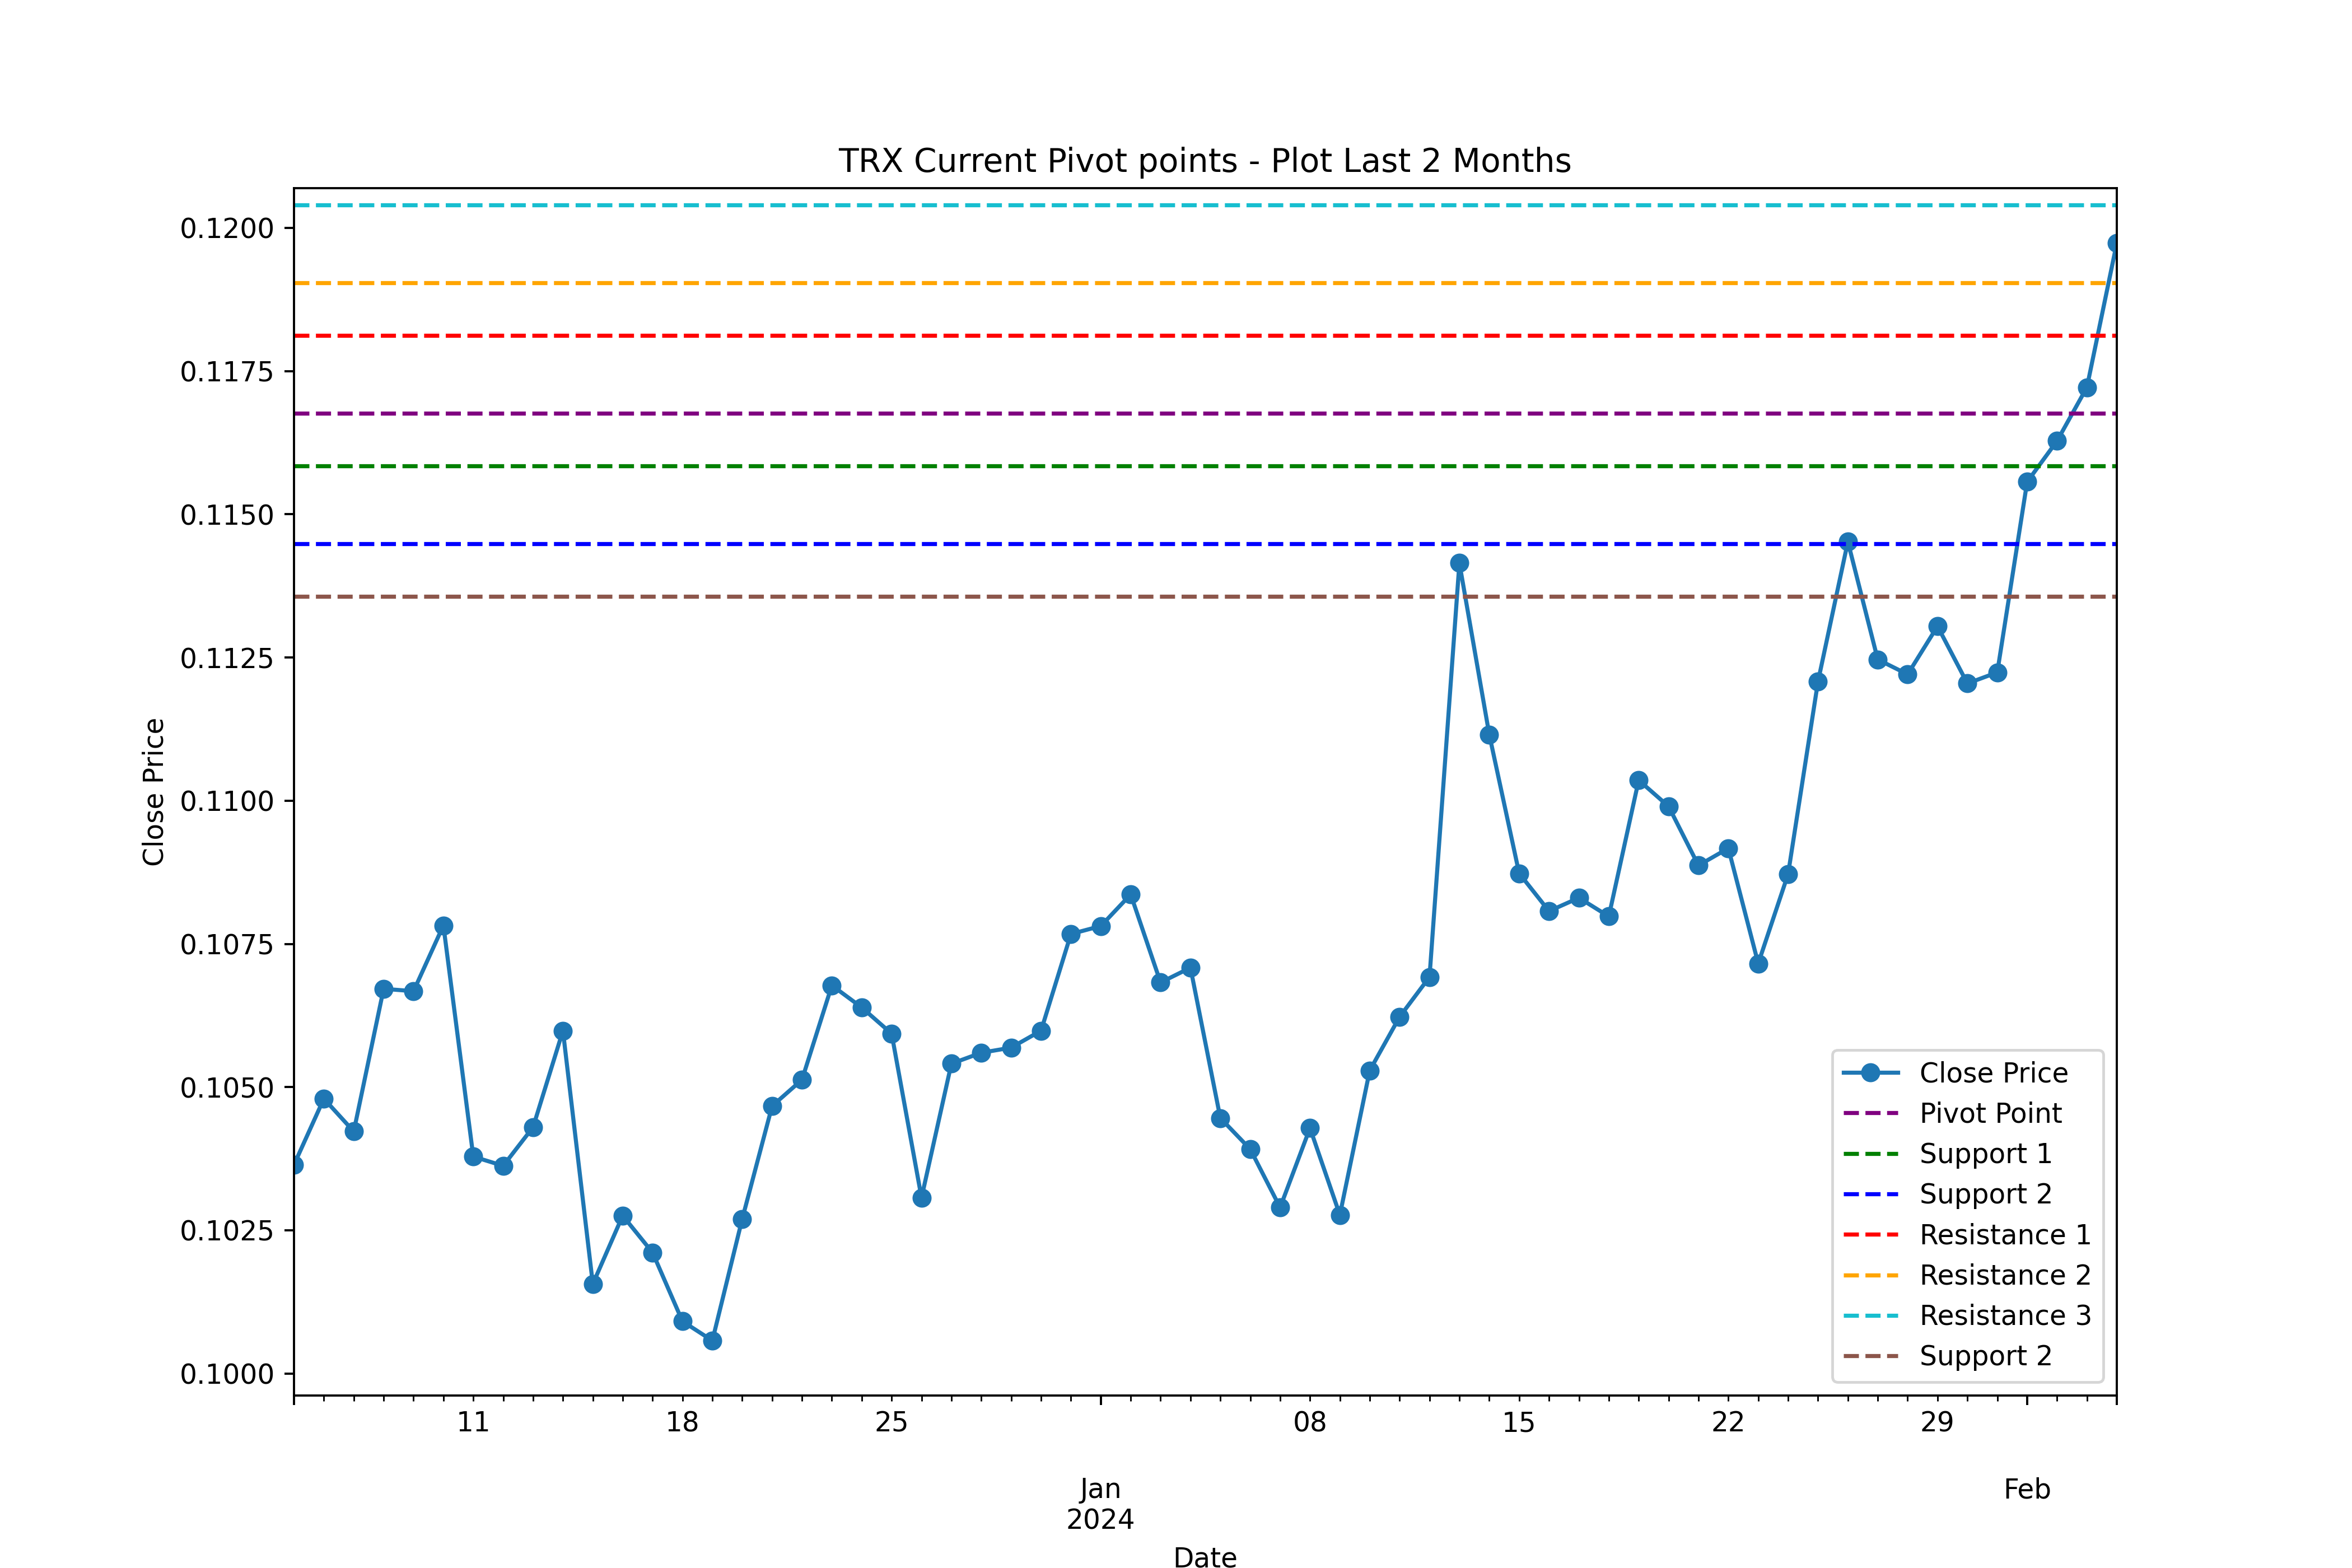 TRX Current Pivot points - Plot Last 2 Months
0.1200
0.1175
0.1150
0.1125
0.1100
0.1075
0.1050
0.1025
0.1000
Close Price
Close Price
Pivot Point
Support 1
Support 2
Resistance 1
Resistance 2
Resistance 3
Support 2
11 18 25 08 15 22 29
Jan Feb
2024
Date